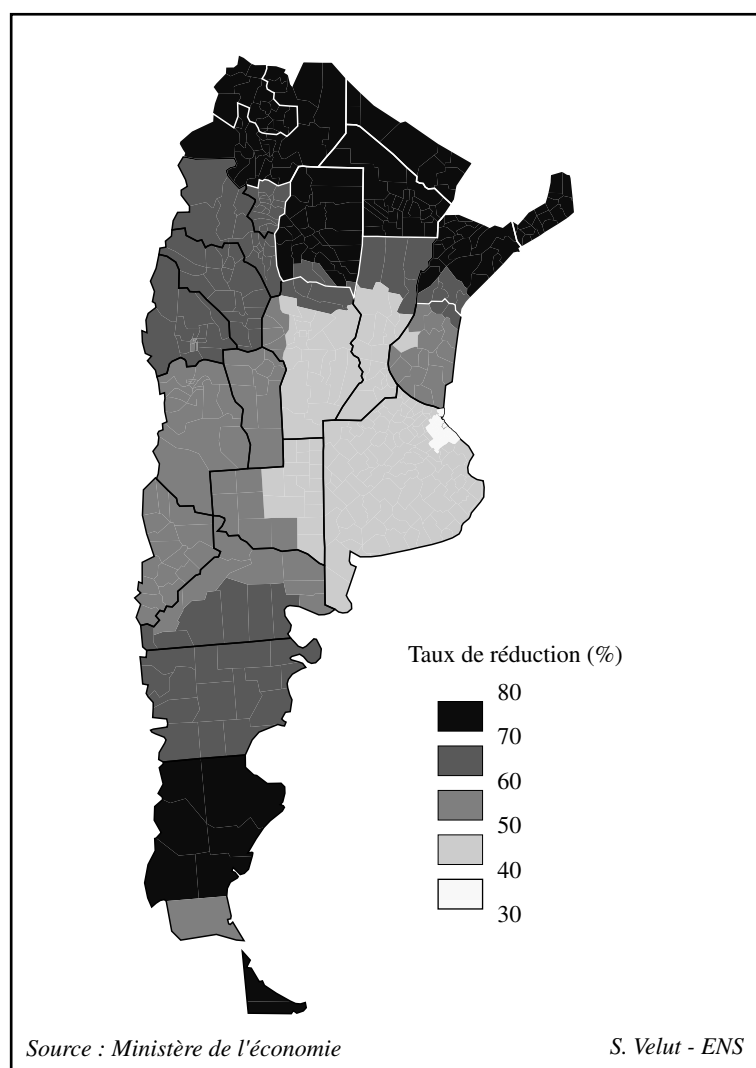 Taux de réduction (%)
80
70
60
50
40
30
Source : Ministère de l'économie
S. Velut - ENS